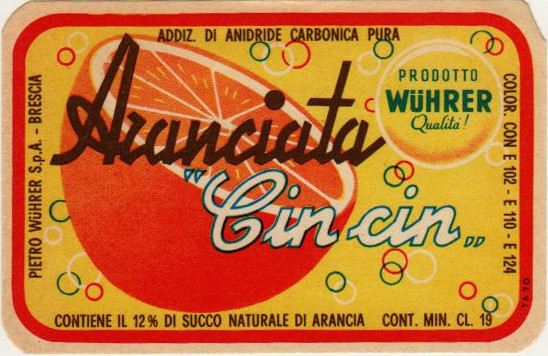 ADDIZ. DI ANIDRIDE CARBONICA PURA
PIETRO WÜHRER S.p.A. - BRESCIA
Aranciata
"Cin cin„
PRODOTTO
WÜHRER
Qualità!
COLOR. CON E 102 - E 110 - E 124
CONTIENE IL 12% DI SUCCO NATURALE DI ARANCIA CONT. MIN. CL. 19
TA70